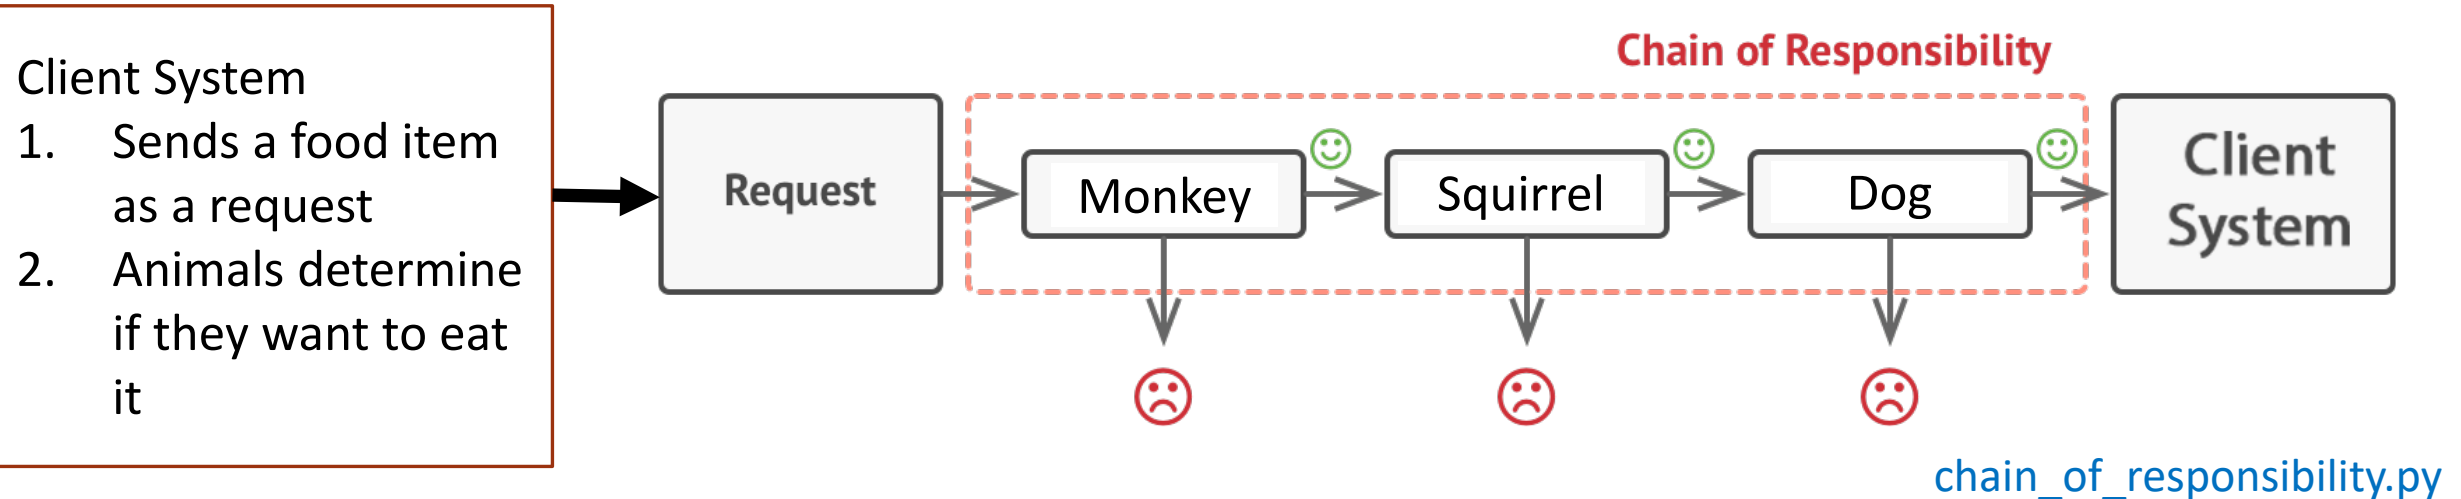 Client System
1. Sends a food item
as a request
2. Animals determine
if they want to eat
it
Request
Chain of Responsibility
Monkey
Squirrel
Dog
Client
System
chain_of_responsibility.py